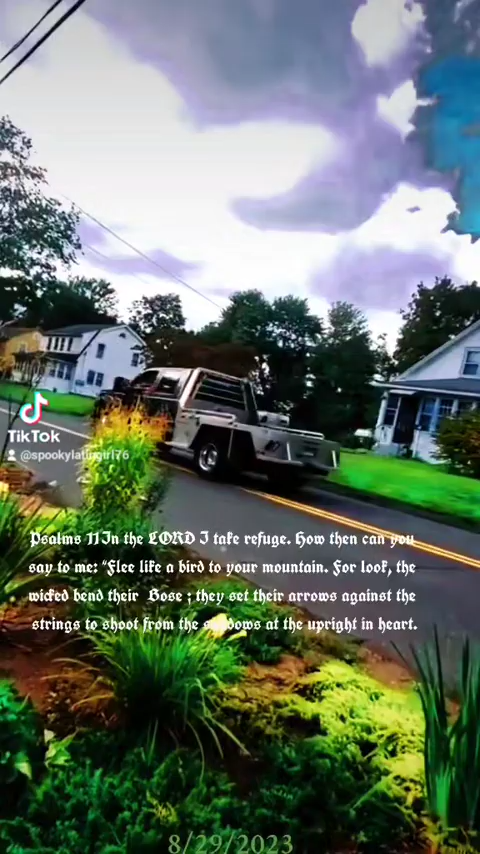 TikTok
@spookylatingirl76
Psalms 11In the LORD I take refuge. How then can you
say to me: "Flee like a bird to your mountain. For look, the
wicked bend their Bose ; they set their arrows against the
strings to shoot from the shadows at the upright in heart.
8/29/2023